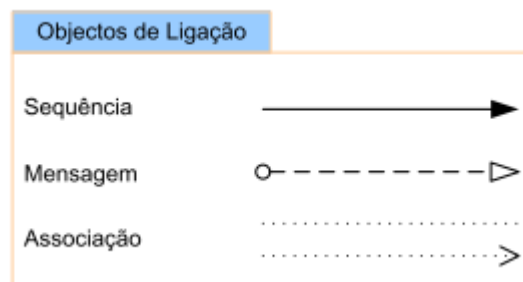 Objectos de Ligação
Sequência
Mensagem
Associação